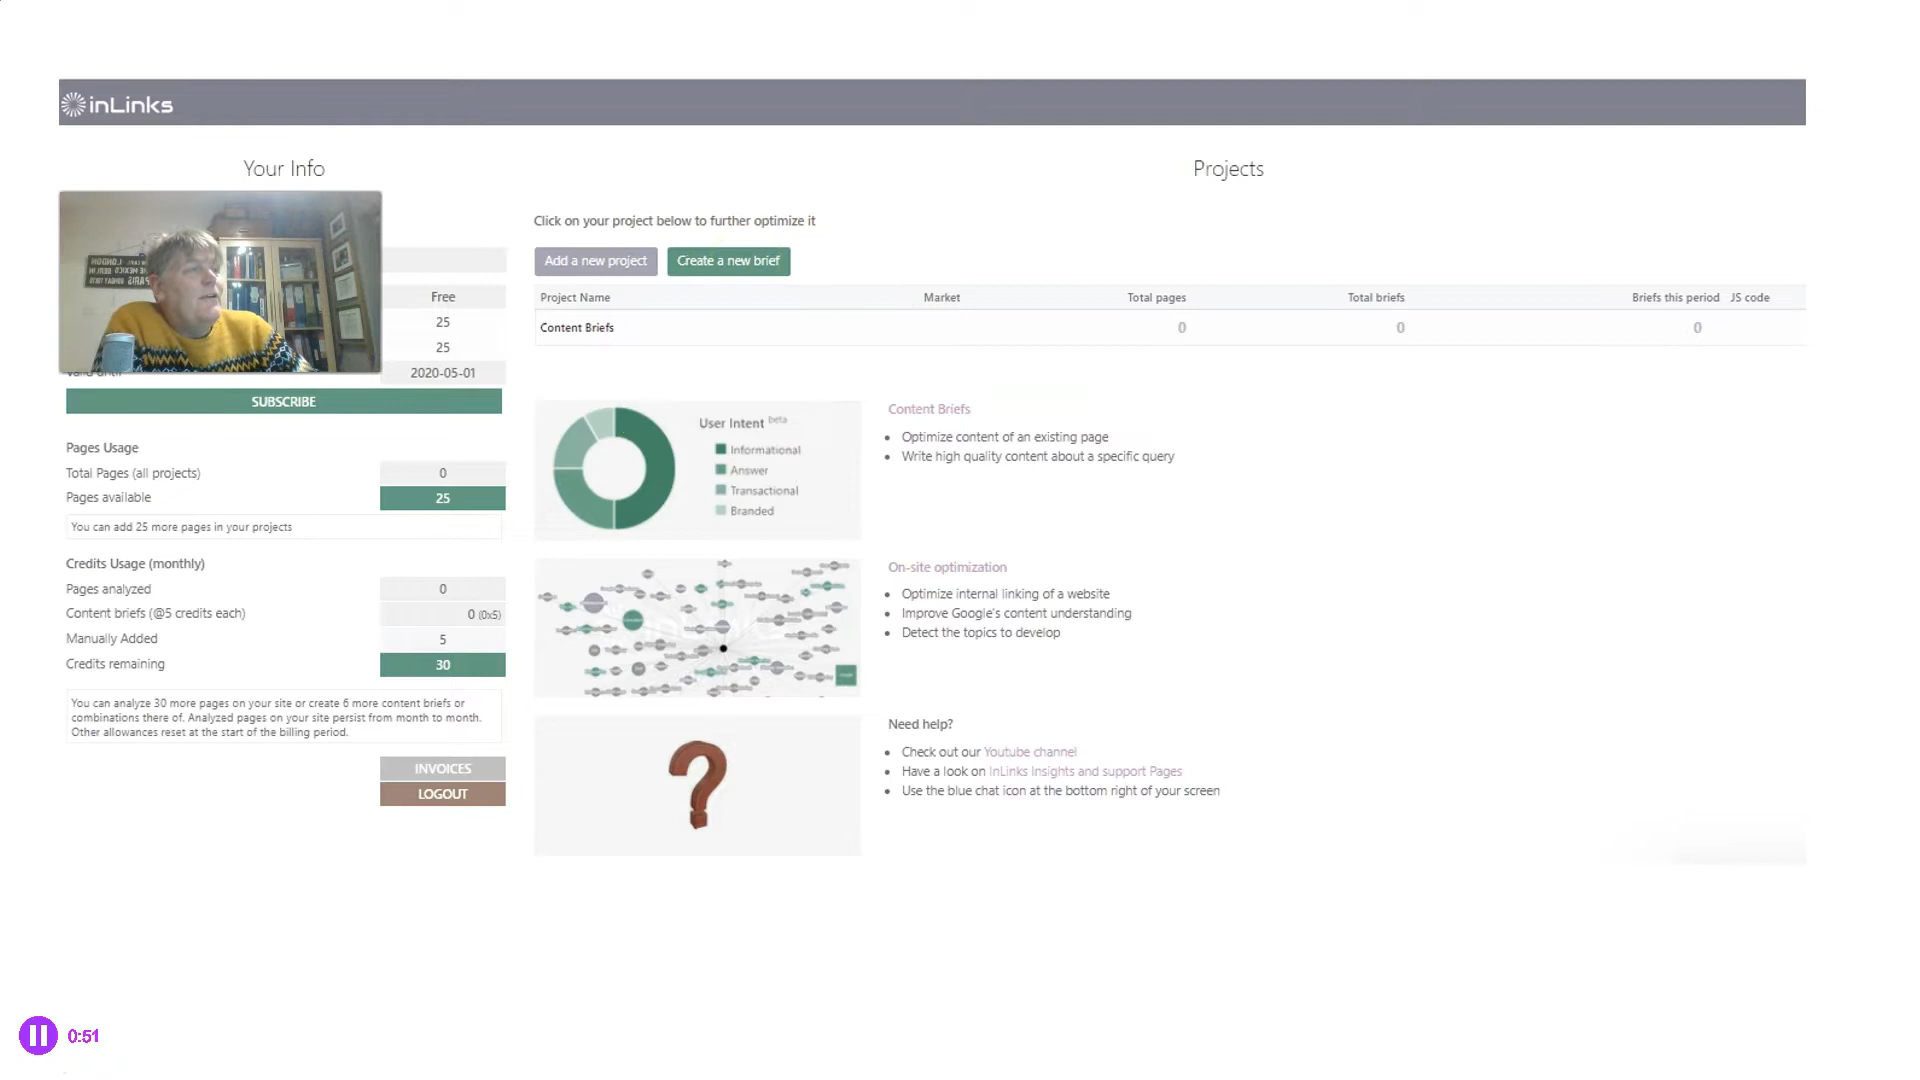 inLinks
Your Info
Projects
Click on your project below to further optimize it
Add a new project
Create a new brief
Project Name Market Total pages Total briefs Briefs this period JS code
Content Briefs 0 0 0
Free
25
25
2020-05-01
SUBSCRIBE
Pages Usage
Total Pages (all projects) 0
Pages available 25
You can add 25 more pages in your projects
Credits Usage (monthly)
Pages analyzed 0
Content briefs (@5 credits each) 0 (0x5)
Manually Added 5
Credits remaining 30
You can analyze 30 more pages on your site or create 6 more content briefs or
combinations there of. Analyzed pages on your site persist from month to month.
Other allowances reset at the start of the billing period.
INVOICES
LOGOUT
User Intent beta
Informational
Answer
Transactional
Branded
Content Briefs
Optimize content of an existing page
Write high quality content about a specific query
On-site optimization
Optimize internal linking of a website
Improve Google's content understanding
Detect the topics to develop
Need help?
Check out our Youtube channel
Have a look on InLinks Insights and support Pages
Use the blue chat icon at the bottom right of your screen
0:51